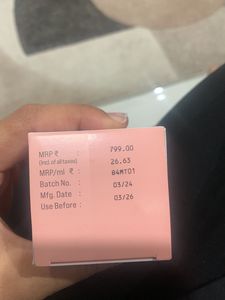 MRP ₹ : 799.00
(Incl. of all taxes)
MRP/ml ₹ : 26.63
Batch No. : 84MT01
Mfg. Date : 03/24
Use Before : 03/26